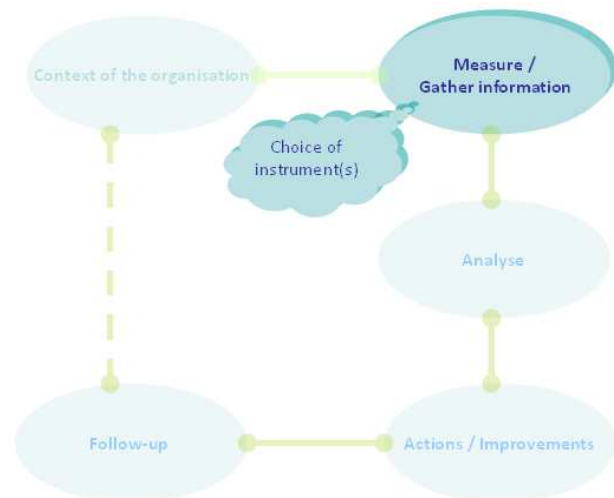 Context of the organisation
Measure /
Gather information
Choice of
instrument(s)
Analyse
Follow-up
Actions / Improvements